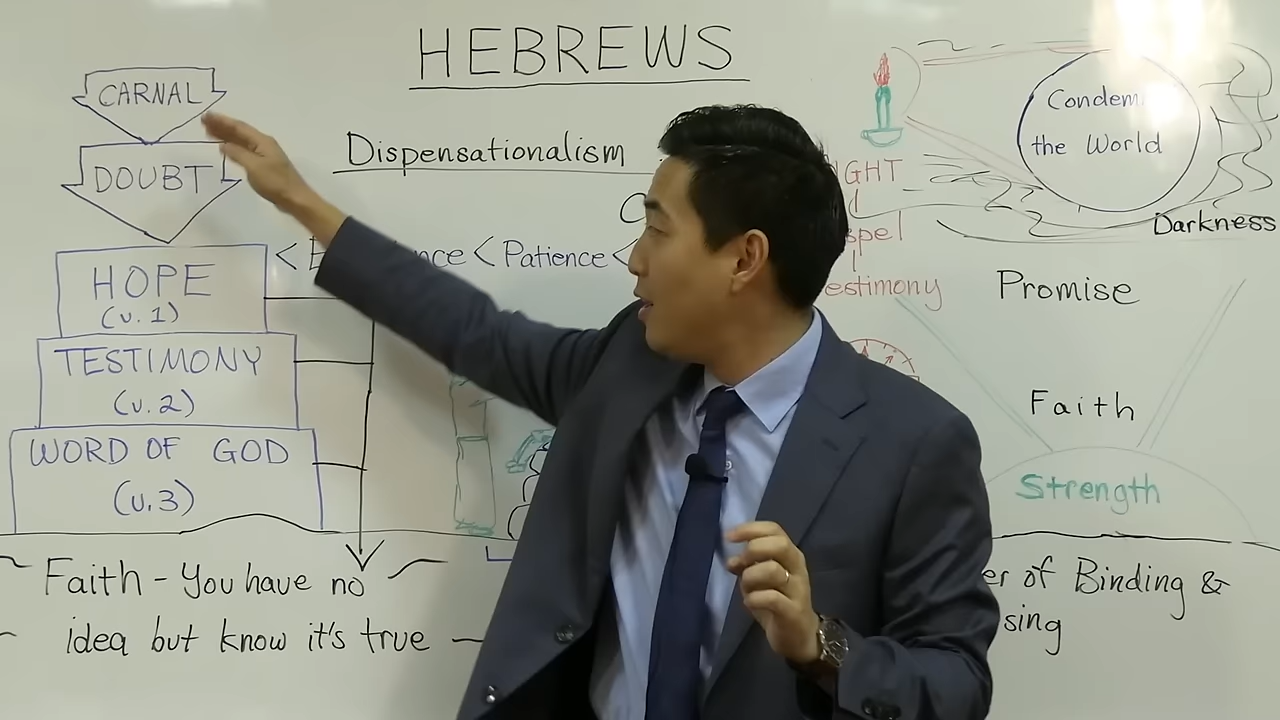 HEBREWS
CARNAL
DOUBT
Dispensationalism
HOPE
(v. 1)
< < Patience <
TESTIMONY
(v. 2)
WORD OF GOD
(v. 3)
Faith - You have no
idea but know it's true
Condem
the World
Darkness
Promise
Faith
Strength
of Binding &